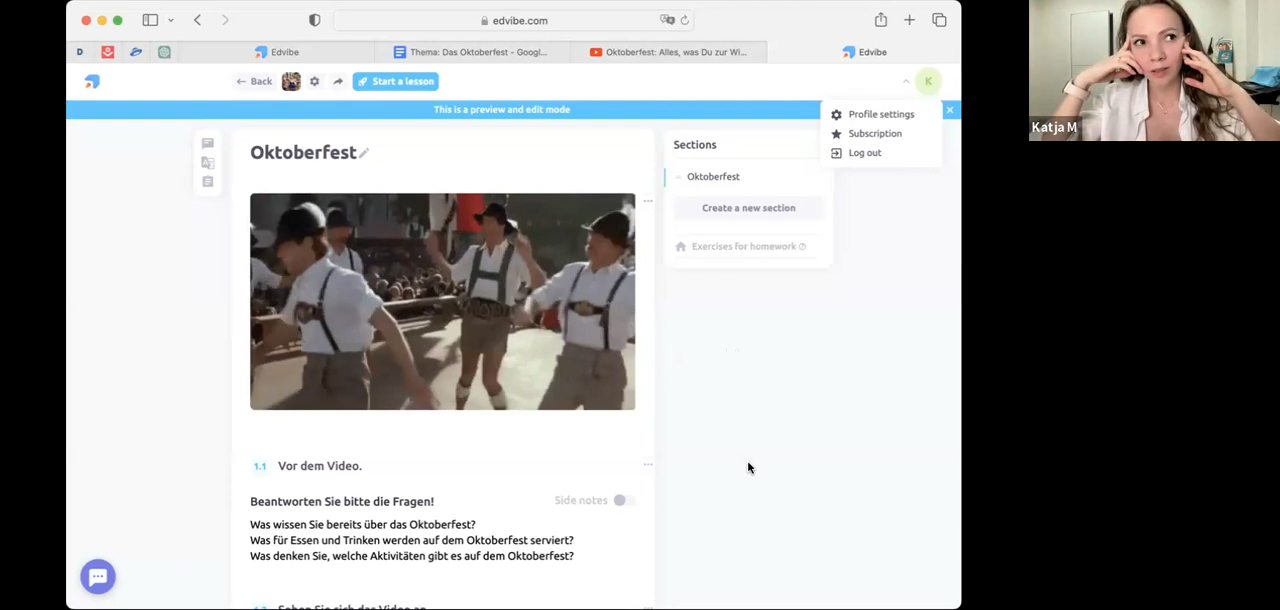 edvibe.com
D
Edvibe
Thema: Das Oktoberfest - Googl...
Oktoberfest: Alles, was Du zur Wi...
Edvibe
Back
Start a lesson
K
This is a preview and edit mode
Profile settings
Subscription
Log out
Oktoberfest
Sections
Oktoberfest
Create a new section
Exercises for homework
1.1 Vor dem Video.
Beantworten Sie bitte die Fragen!
Side notes
Was wissen Sie bereits über das Oktoberfest?
Was für Essen und Trinken werden auf dem Oktoberfest serviert?
Was denken Sie, welche Aktivitäten gibt es auf dem Oktoberfest?
Katja M